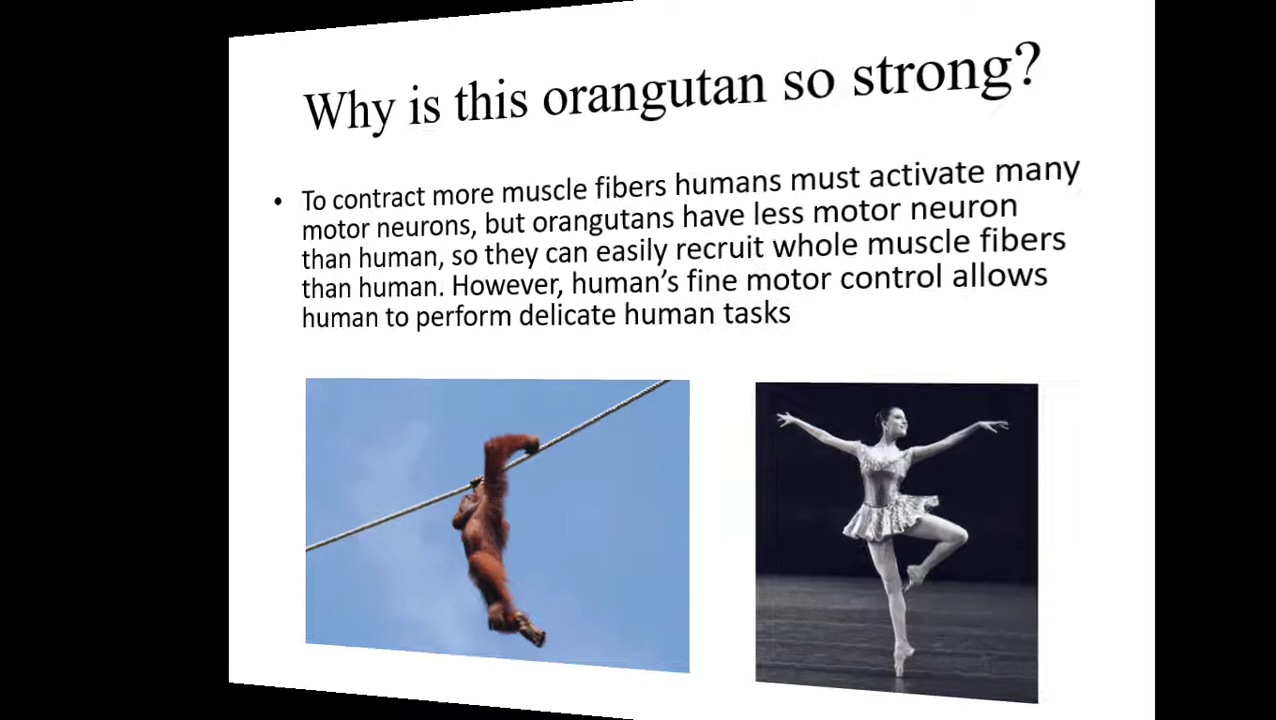 Why is this orangutan so strong?
• To contract more muscle fibers humans must activate many
motor neurons, but orangutans have less motor neuron
than human, so they can easily recruit whole muscle fibers
than human. However, human’s fine motor control allows
human to perform delicate human tasks